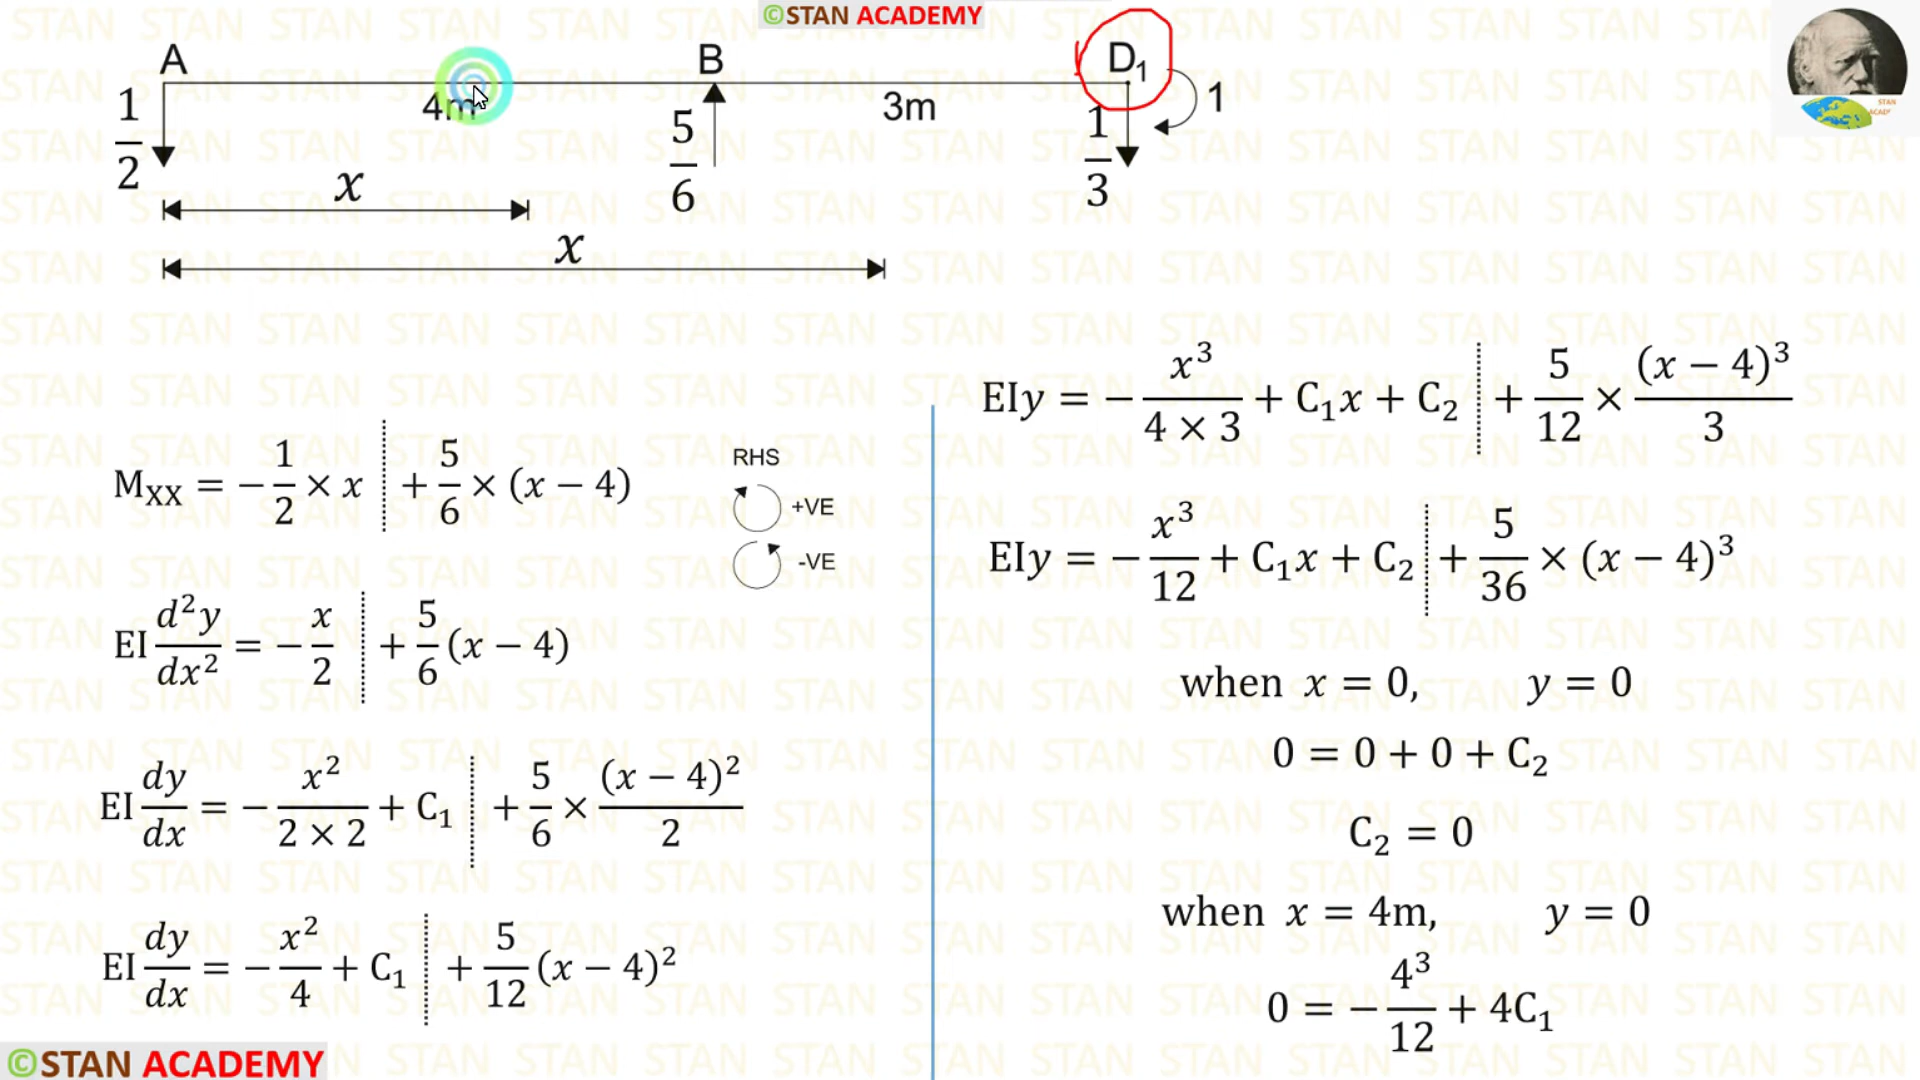 ©STAN ACADEMY
A B D₁
1/2 4m 5/6 3m 1/3 1
x
x
STAN ACADEMY
EIy = − x³/(4 × 3) + C₁x + C₂ ⋮ + 5/12 × (x − 4)³/3
M_XX = − 1/2 × x ⋮ + 5/6 × (x − 4)
RHS
+VE
-VE
EIy = − x³/12 + C₁x + C₂ ⋮ + 5/36 × (x − 4)³
EI d²y/dx² = − x/2 ⋮ + 5/6 (x − 4)
when x = 0, y = 0
0 = 0 + 0 + C₂
EI dy/dx = − x²/(2 × 2) + C₁ ⋮ + 5/6 × (x − 4)²/2
C₂ = 0
when x = 4m, y = 0
EI dy/dx = − x²/4 + C₁ ⋮ + 5/12 (x − 4)²
0 = − 4³/12 + 4C₁
©STAN ACADEMY